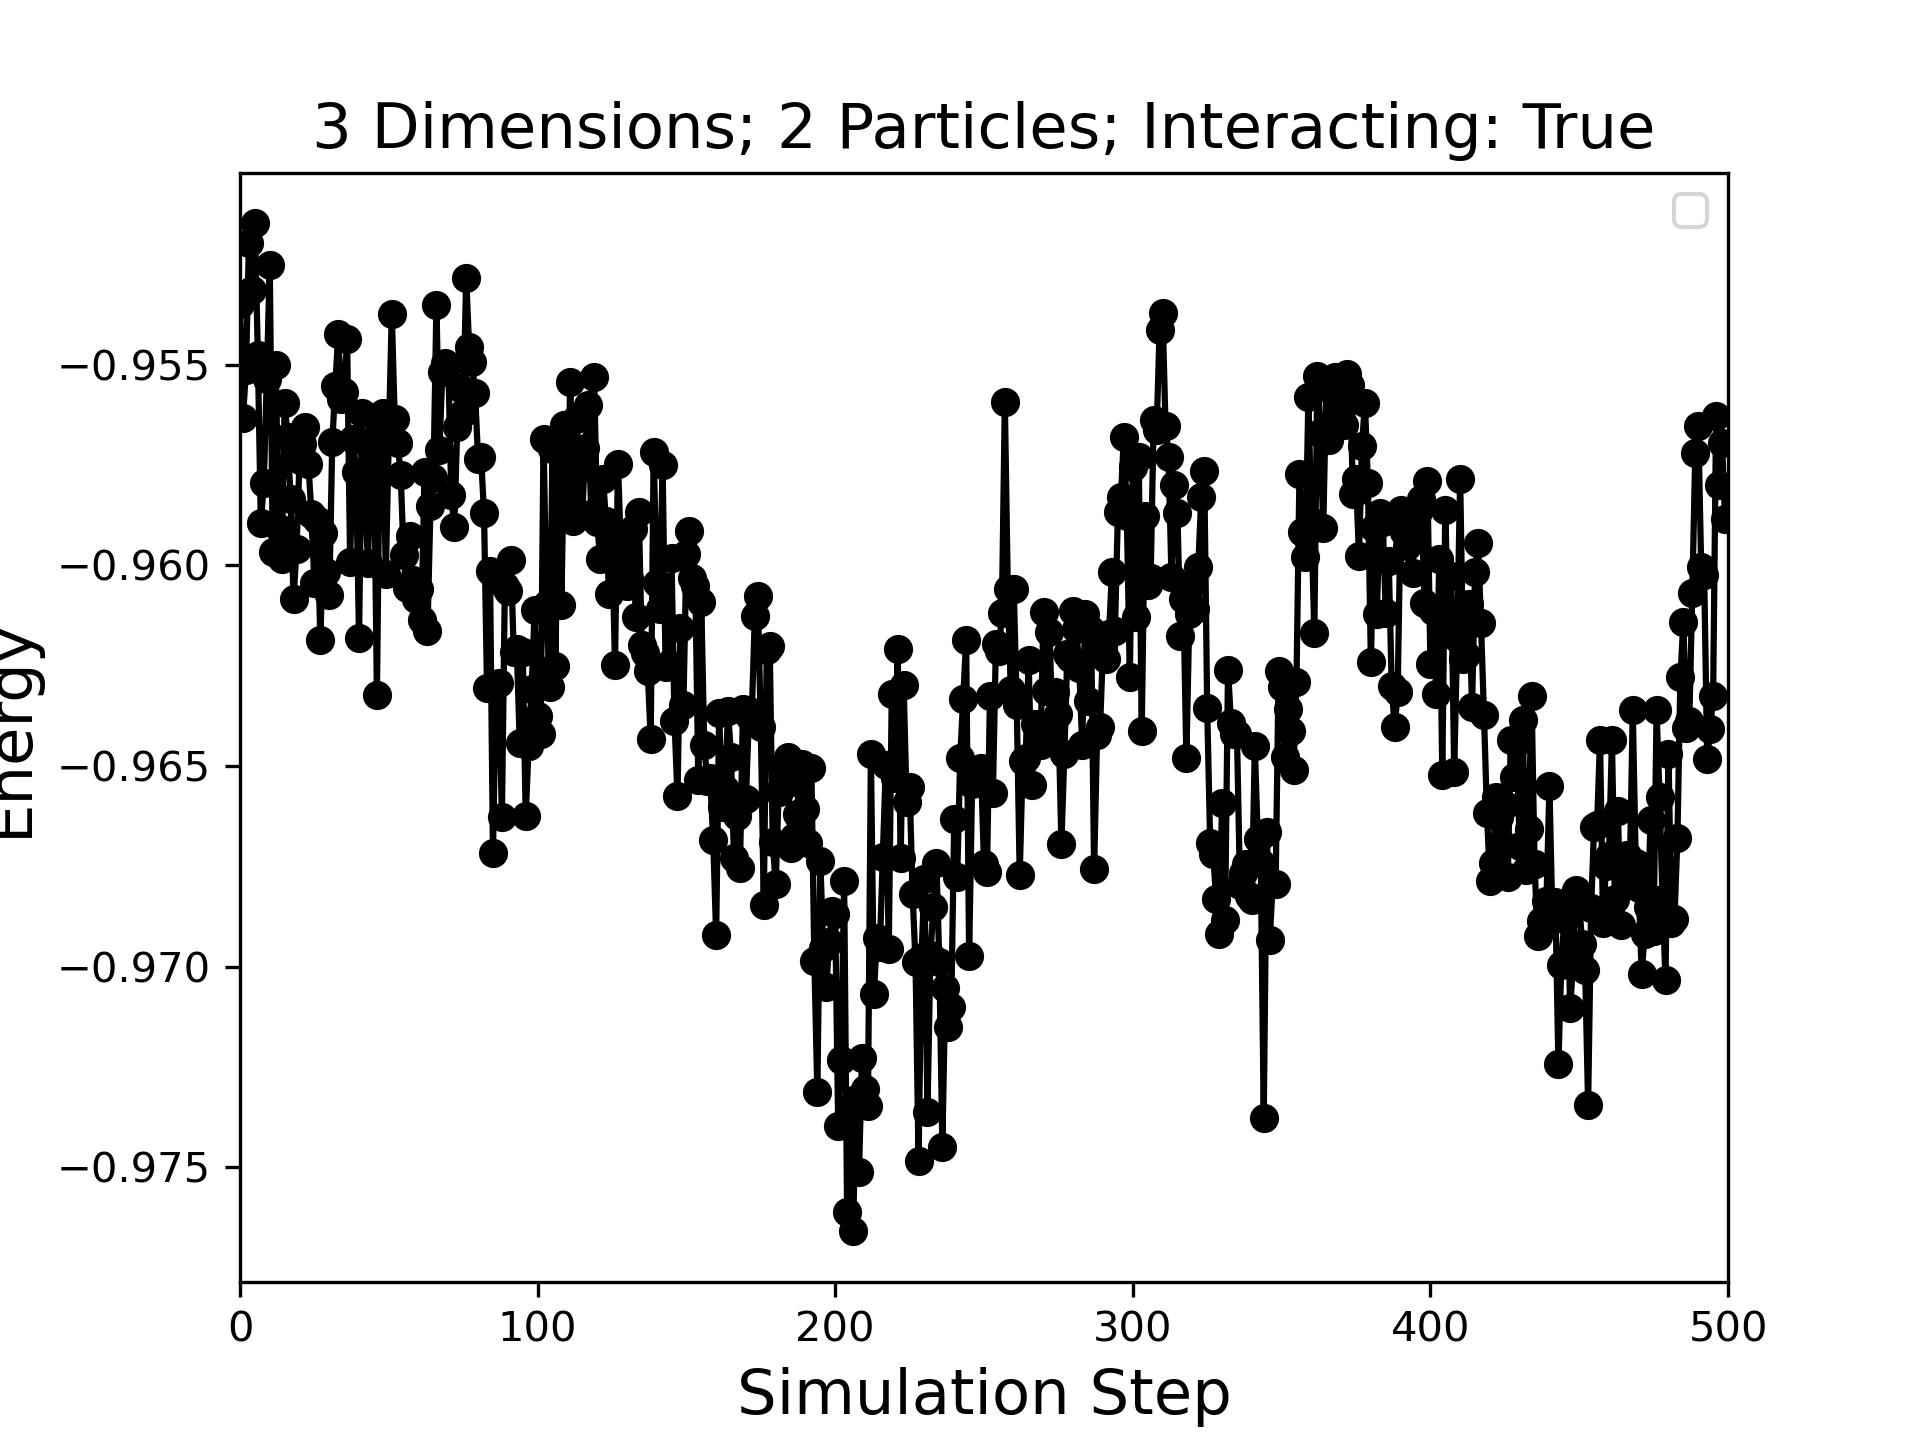 3 Dimensions; 2 Particles; Interacting: True
Energy
−0.955
−0.960
−0.965
−0.970
−0.975
0 100 200 300 400 500
Simulation Step